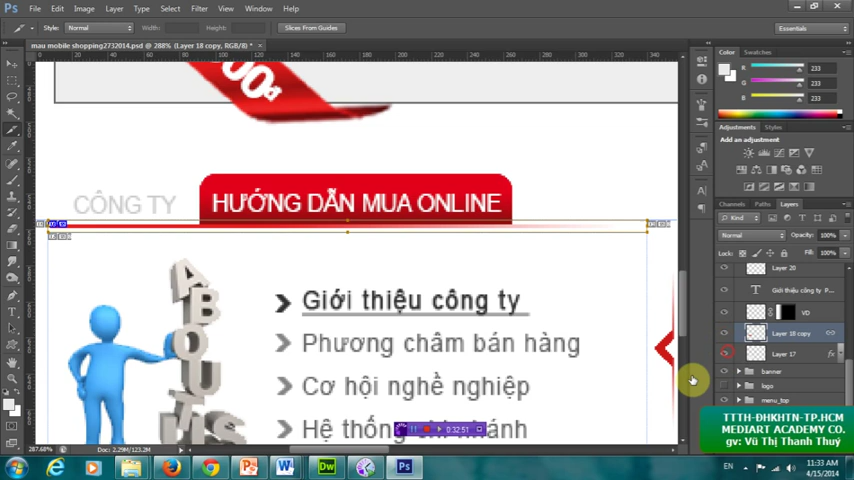 Ps File Edit Image Layer Type Select Filter View Window Help
Style: Normal Width: Height: Slices From Guides Essentials
mau mobile shopping2732014.psd @ 288% (Layer 18 copy, RGB/8) * ×
Color Swatches
R 233
G 233
B 233
Adjustments Styles
Add an adjustment
CÔNG TY HƯỚNG DẪN MUA ONLINE
Giới thiệu công ty
Phương châm bán hàng
Cơ hội nghề nghiệp
Hệ thống chi nhánh
ABOUT US
Channels Paths Layers
Kind
Normal Opacity: 100%
Lock: Fill: 100%
Layer 20
T Giới thiệu công ty P...
VD
Layer 18 copy
Layer 17 fx
banner
logo
menu_top
0:32:51
TTTH-ĐHKHTN-TP.HCM
MEDIART ACADEMY CO.
gv: Vũ Thị Thanh Thuý
287.68% Doc: 2.29M/123.2M
EN 11:33 AM
4/15/2014